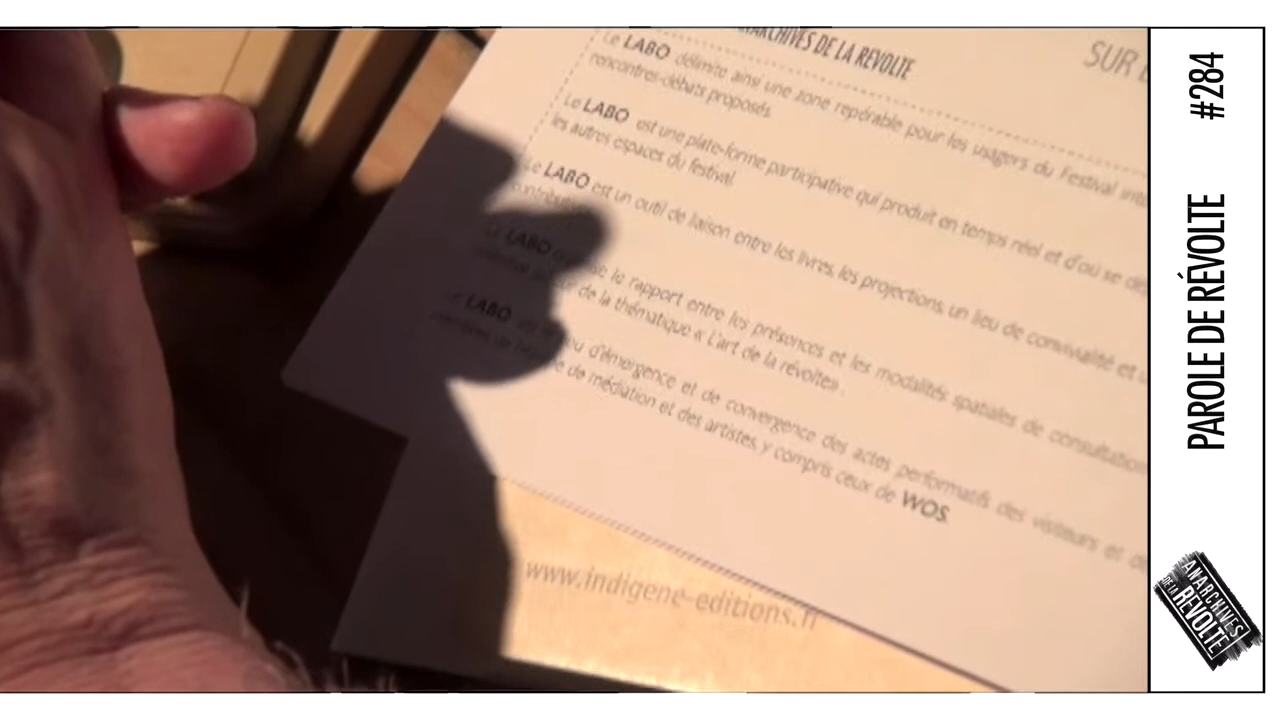 ANARCHIVES DE LA REVOLTE
SUR
Le LABO délimite ainsi une zone repérable pour les usagers du Festival
rencontres-débats proposés.
Le LABO est une plate-forme participative qui produit en temps réel et d'où se
les autres espaces du festival.
Le LABO est un outil de liaison entre les livres, les projections, un lieu de convivialité et
LABO le rapport entre les présences et les modalités spatiales de consultation
de la thématique « L'art de la révolte» .
LABO d'émergence et de convergence des actes performatifs des visiteurs et
de médiation et des artistes, y compris ceux de WOS.
www.indigene-editions.fr
#284
PAROLE DE RÉVOLTE
ANARCHIVES
DE LA RÉVOLTE